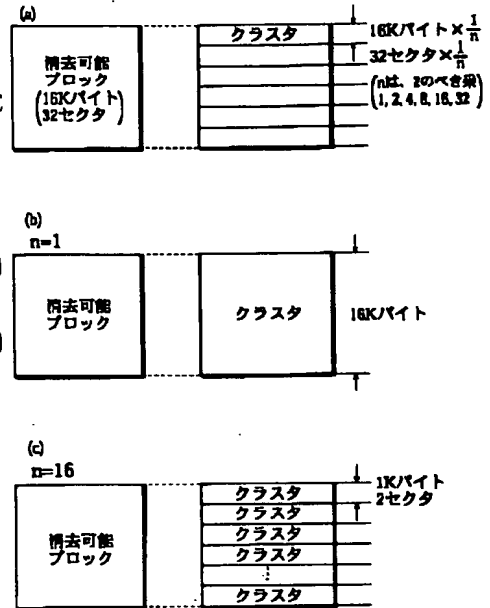 (a)
消去可能
ブロック
(16Kバイト
32セクタ)
クラスタ
16Kバイト×1/n
32セクタ×1/n
(nは、2のべき乗
1, 2, 4, 8, 16, 32)
(b)
n=1
消去可能
ブロック
クラスタ
16Kバイト
(c)
n=16
消去可能
ブロック
クラスタ
クラスタ
クラスタ
クラスタ
⋮
クラスタ
1Kバイト
2セクタ